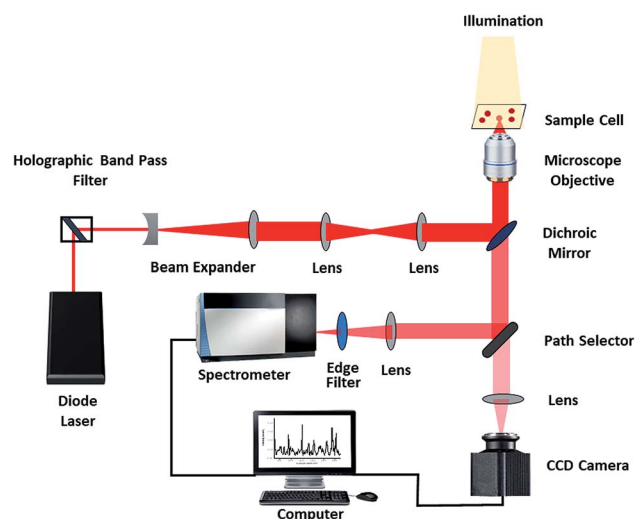 Illumination
Sample Cell
Holographic Band Pass
Filter
Microscope
Objective
Beam Expander
Lens
Lens
Dichroic
Mirror
Spectrometer
Edge
Filter
Lens
Path Selector
Diode
Laser
Lens
CCD Camera
Computer